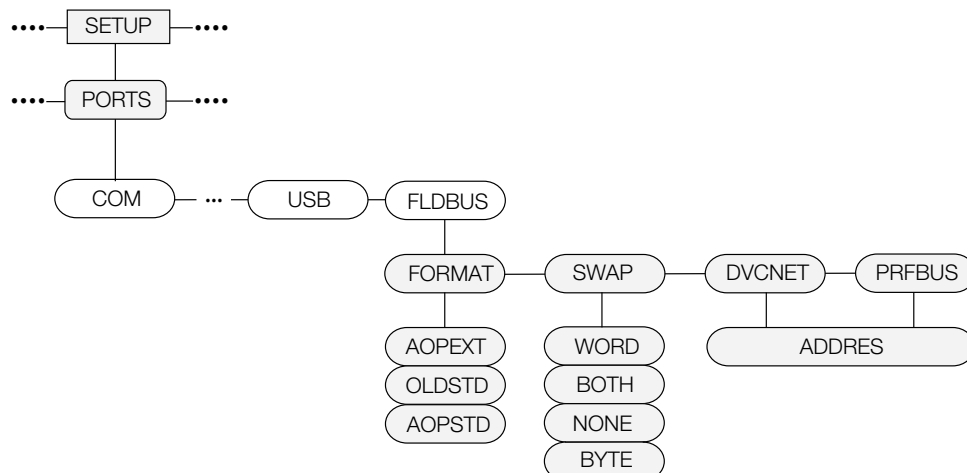 •••• SETUP ••••
•••• PORTS ••••
COM ••• USB FLDBUS
FORMAT SWAP DVCNET PRFBUS
AOPEXT WORD ADDRES
OLDSTD BOTH
AOPSTD NONE
BYTE